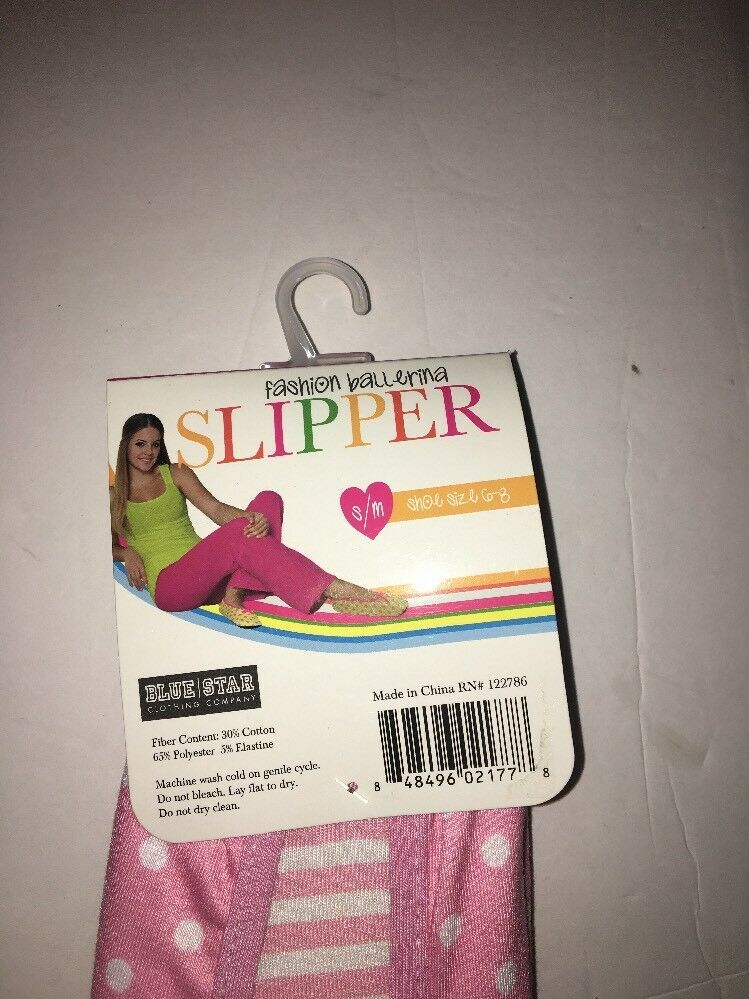 fashion ballerina
SLIPPER
s/m
shoe size 6-8
BLUE STAR
CLOTHING COMPANY
Made in China RN# 122786
Fiber Content: 30% Cotton
65% Polyester 5% Elastine
Machine wash cold on gentle cycle.
Do not bleach. Lay flat to dry.
Do not dry clean.
8 48496 02177 8